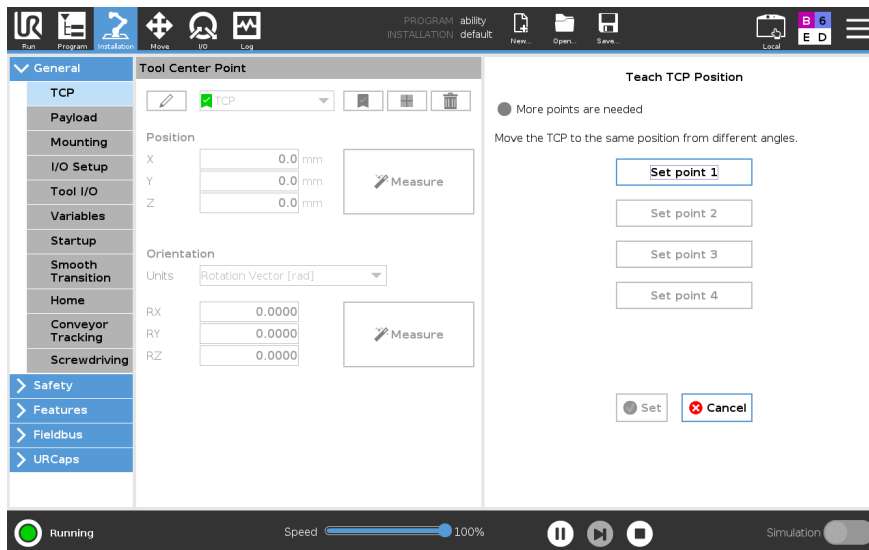 UR
Run
Program
Installation
Move
I/O
Log
PROGRAM ability
INSTALLATION default
New...
Open...
Save...
Local
B 6
E D
General
TCP
Payload
Mounting
I/O Setup
Tool I/O
Variables
Startup
Smooth
Transition
Home
Conveyor
Tracking
Screwdriving
Safety
Features
Fieldbus
URCaps
Tool Center Point
TCP
Position
X 0.0 mm
Y 0.0 mm
Z 0.0 mm
Measure
Orientation
Units Rotation Vector [rad]
RX 0.0000
RY 0.0000
RZ 0.0000
Measure
Teach TCP Position
More points are needed
Move the TCP to the same position from different angles.
Set point 1
Set point 2
Set point 3
Set point 4
Set
Cancel
Running
Speed 100%
Simulation